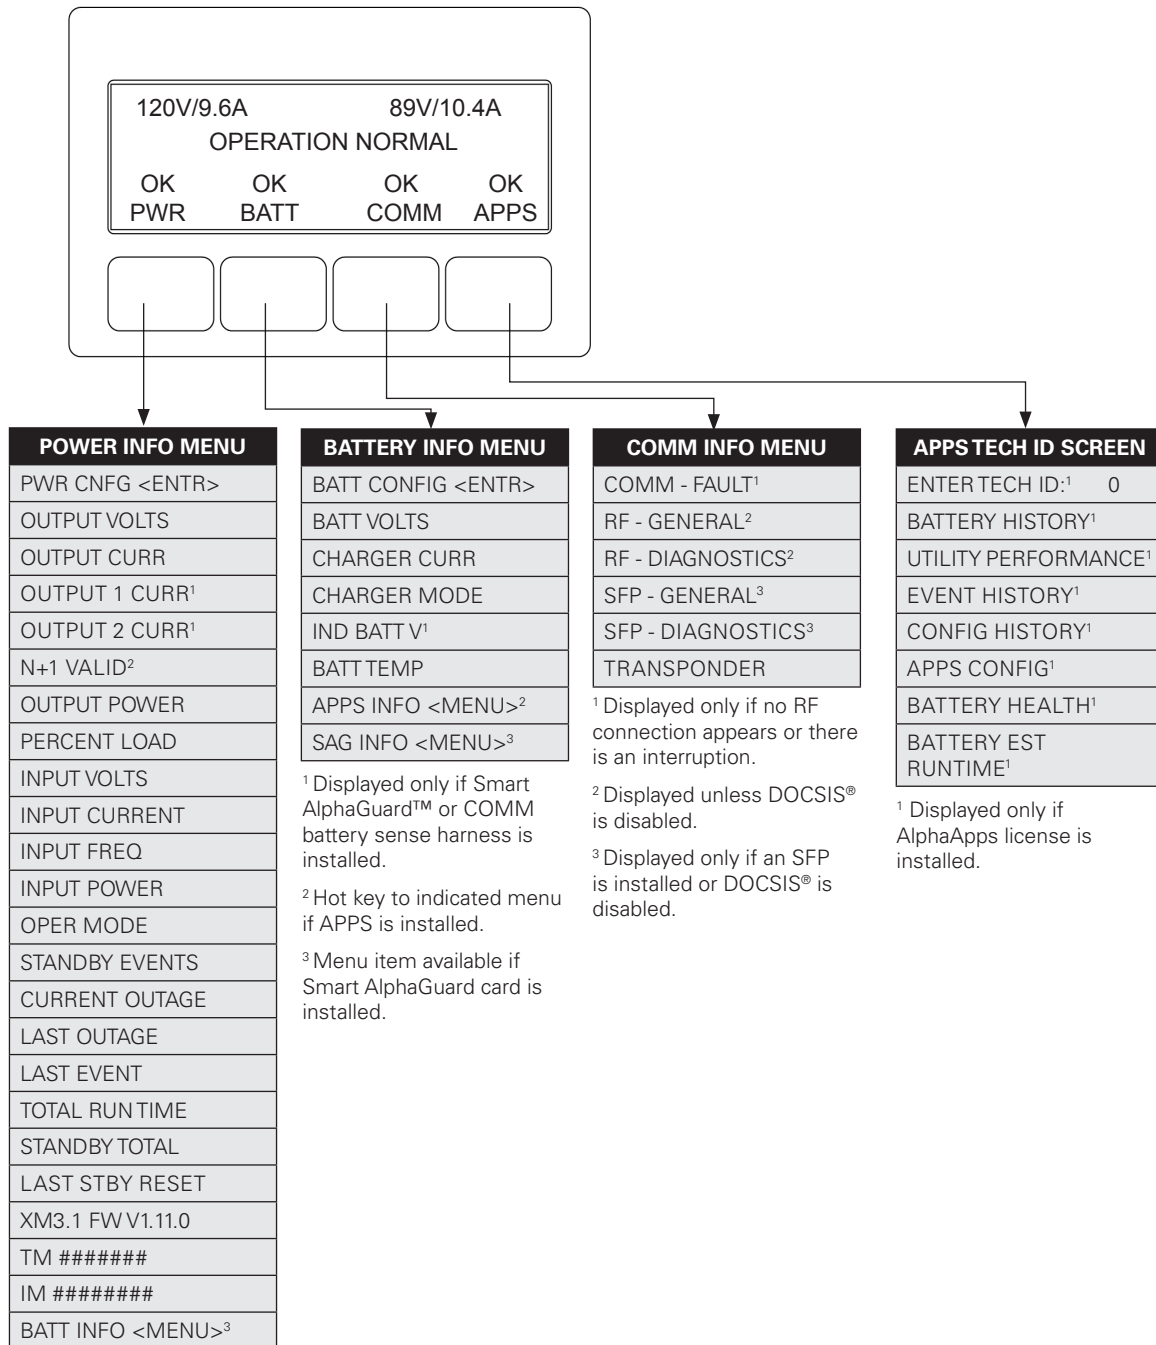 120V/9.6A 89V/10.4A
OPERATION NORMAL
OK OK OK OK
PWR BATT COMM APPS
POWER INFO MENU
PWR CNFG <ENTR>
OUTPUT VOLTS
OUTPUT CURR
OUTPUT 1 CURR¹
OUTPUT 2 CURR¹
N+1 VALID²
OUTPUT POWER
PERCENT LOAD
INPUT VOLTS
INPUT CURRENT
INPUT FREQ
INPUT POWER
OPER MODE
STANDBY EVENTS
CURRENT OUTAGE
LAST OUTAGE
LAST EVENT
TOTAL RUN TIME
STANDBY TOTAL
LAST STBY RESET
XM3.1 FW V1.11.0
TM #######
IM ########
BATT INFO <MENU>³
BATTERY INFO MENU
BATT CONFIG <ENTR>
BATT VOLTS
CHARGER CURR
CHARGER MODE
IND BATT V¹
BATT TEMP
APPS INFO <MENU>²
SAG INFO <MENU>³
¹ Displayed only if Smart
AlphaGuard™ or COMM
battery sense harness is
installed.
² Hot key to indicated menu
if APPS is installed.
³ Menu item available if
Smart AlphaGuard card is
installed.
COMM INFO MENU
COMM - FAULT¹
RF - GENERAL²
RF - DIAGNOSTICS²
SFP - GENERAL³
SFP - DIAGNOSTICS³
TRANSPONDER
¹ Displayed only if no RF
connection appears or there
is an interruption.
² Displayed unless DOCSIS®
is disabled.
³ Displayed only if an SFP
is installed or DOCSIS® is
disabled.
APPS TECH ID SCREEN
ENTER TECH ID:¹ 0
BATTERY HISTORY¹
UTILITY PERFORMANCE¹
EVENT HISTORY¹
CONFIG HISTORY¹
APPS CONFIG¹
BATTERY HEALTH¹
BATTERY EST
RUNTIME¹
¹ Displayed only if
AlphaApps license is
installed.